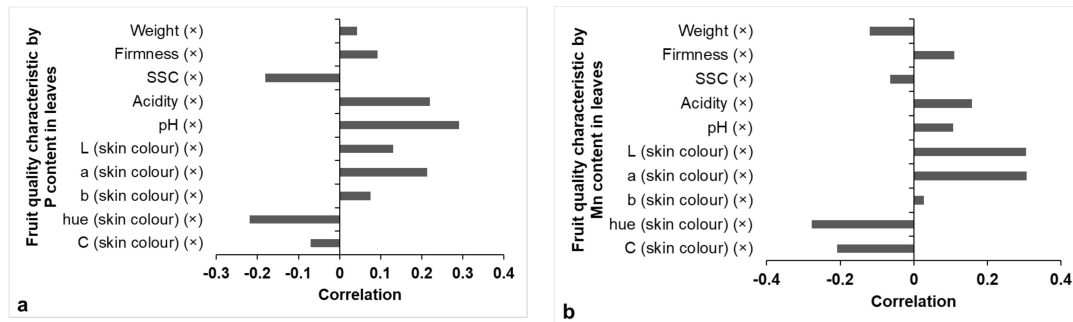 Fruit quality characteristic by
P content in leaves
Weight (×)
Firmness (×)
SSC (×)
Acidity (×)
pH (×)
L (skin colour) (×)
a (skin colour) (×)
b (skin colour) (×)
hue (skin colour) (×)
C (skin colour) (×)
-0.3 -0.2 -0.1 0 0.1 0.2 0.3 0.4
Correlation
a
Fruit quality characteristic by
Mn content in leaves
Weight (×)
Firmness (×)
SSC (×)
Acidity (×)
pH (×)
L (skin colour) (×)
a (skin colour) (×)
b (skin colour) (×)
hue (skin colour) (×)
C (skin colour) (×)
-0.4 -0.2 0 0.2 0.4
Correlation
b